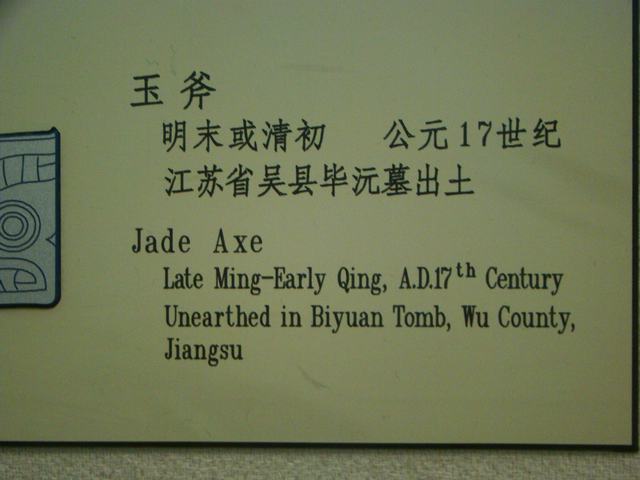 玉斧
明末或清初 公元17世纪
江苏省吴县毕沅墓出土
Jade Axe
Late Ming-Early Qing, A.D.17th Century
Unearthed in Biyuan Tomb, Wu County,
Jiangsu